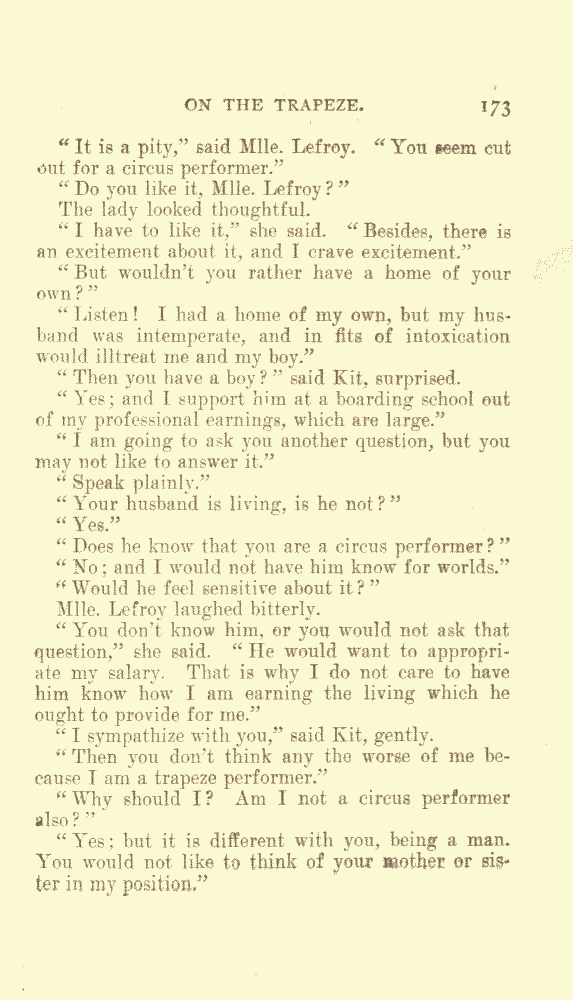 ON THE TRAPEZE. 173
“It is a pity,” said Mlle. Lefroy. “You seem cut
out for a circus performer.”
“Do you like it, Mlle. Lefroy?”
The lady looked thoughtful.
“I have to like it,” she said. “Besides, there is
an excitement about it, and I crave excitement.”
“But wouldn’t you rather have a home of your
own?”
“Listen! I had a home of my own, but my hus-
band was intemperate, and in fits of intoxication
would illtreat me and my boy.”
“Then you have a boy?” said Kit, surprised.
“Yes; and I support him at a boarding school out
of my professional earnings, which are large.”
“I am going to ask you another question, but you
may not like to answer it.”
“Speak plainly.”
“Your husband is living, is he not?”
“Yes.”
“Does he know that you are a circus performer?”
“No; and I would not have him know for worlds.”
“Would he feel sensitive about it?”
Mlle. Lefroy laughed bitterly.
“You don’t know him, or you would not ask that
question,” she said. “He would want to appropri-
ate my salary. That is why I do not care to have
him know how I am earning the living which he
ought to provide for me.”
“I sympathize with you,” said Kit, gently.
“Then you don’t think any the worse of me be-
cause I am a trapeze performer.”
“Why should I? Am I not a circus performer
also?”
“Yes; but it is different with you, being a man.
You would not like to think of your mother or sis-
ter in my position.”